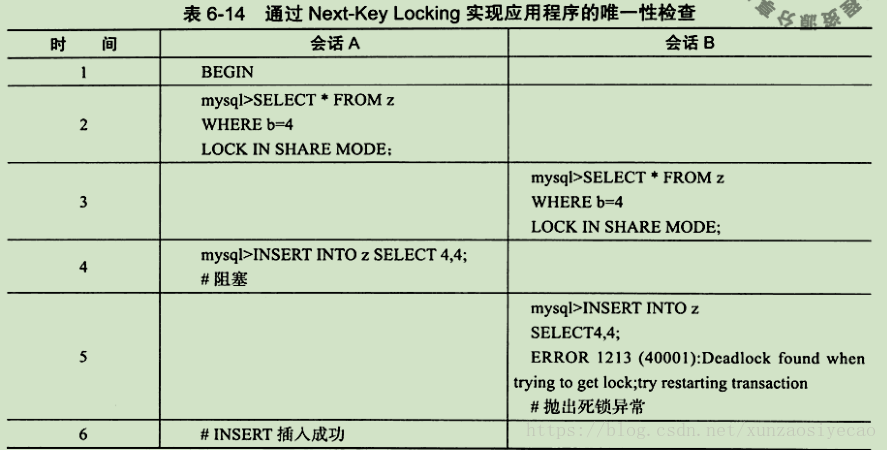 表 6-14 通过 Next-Key Locking 实现应用程序的唯一性检查
时 间 会话 A 会话 B
1 BEGIN
mysql>SELECT * FROM z
2 WHERE b=4
LOCK IN SHARE MODE;
mysql>SELECT * FROM z
3 WHERE b=4
LOCK IN SHARE MODE;
mysql>INSERT INTO z SELECT 4,4;
4
# 阻塞
mysql>INSERT INTO z
SELECT4,4;
5 ERROR 1213 (40001):Deadlock found when
trying to get lock;try restarting transaction
# 抛出死锁异常
6 # INSERT 插入成功
https://blog.csdn.net/xunzaosiyecao